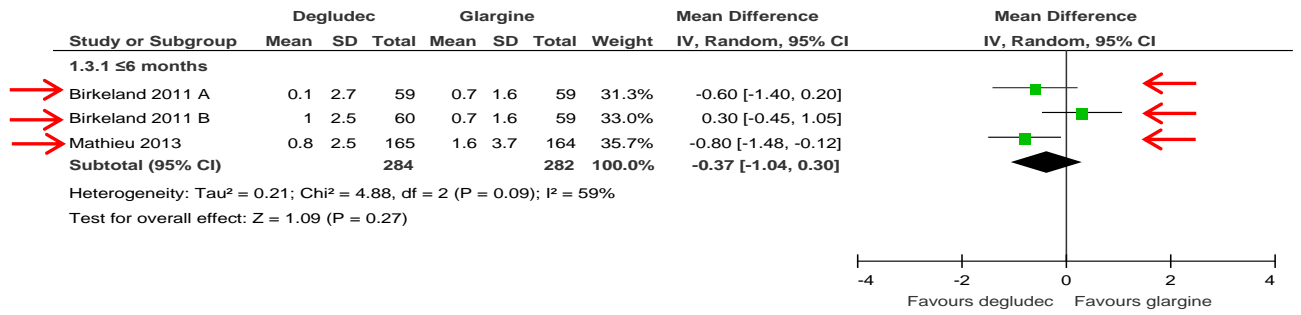 Degludec Glargine Mean Difference Mean Difference
Study or Subgroup Mean SD Total Mean SD Total Weight IV, Random, 95% CI IV, Random, 95% CI
1.3.1 ≤6 months
Birkeland 2011 A 0.1 2.7 59 0.7 1.6 59 31.3% -0.60 [-1.40, 0.20]
Birkeland 2011 B 1 2.5 60 0.7 1.6 59 33.0% 0.30 [-0.45, 1.05]
Mathieu 2013 0.8 2.5 165 1.6 3.7 164 35.7% -0.80 [-1.48, -0.12]
Subtotal (95% CI) 284 282 100.0% -0.37 [-1.04, 0.30]
Heterogeneity: Tau² = 0.21; Chi² = 4.88, df = 2 (P = 0.09); I² = 59%
Test for overall effect: Z = 1.09 (P = 0.27)
-4 -2 0 2 4
Favours degludec Favours glargine